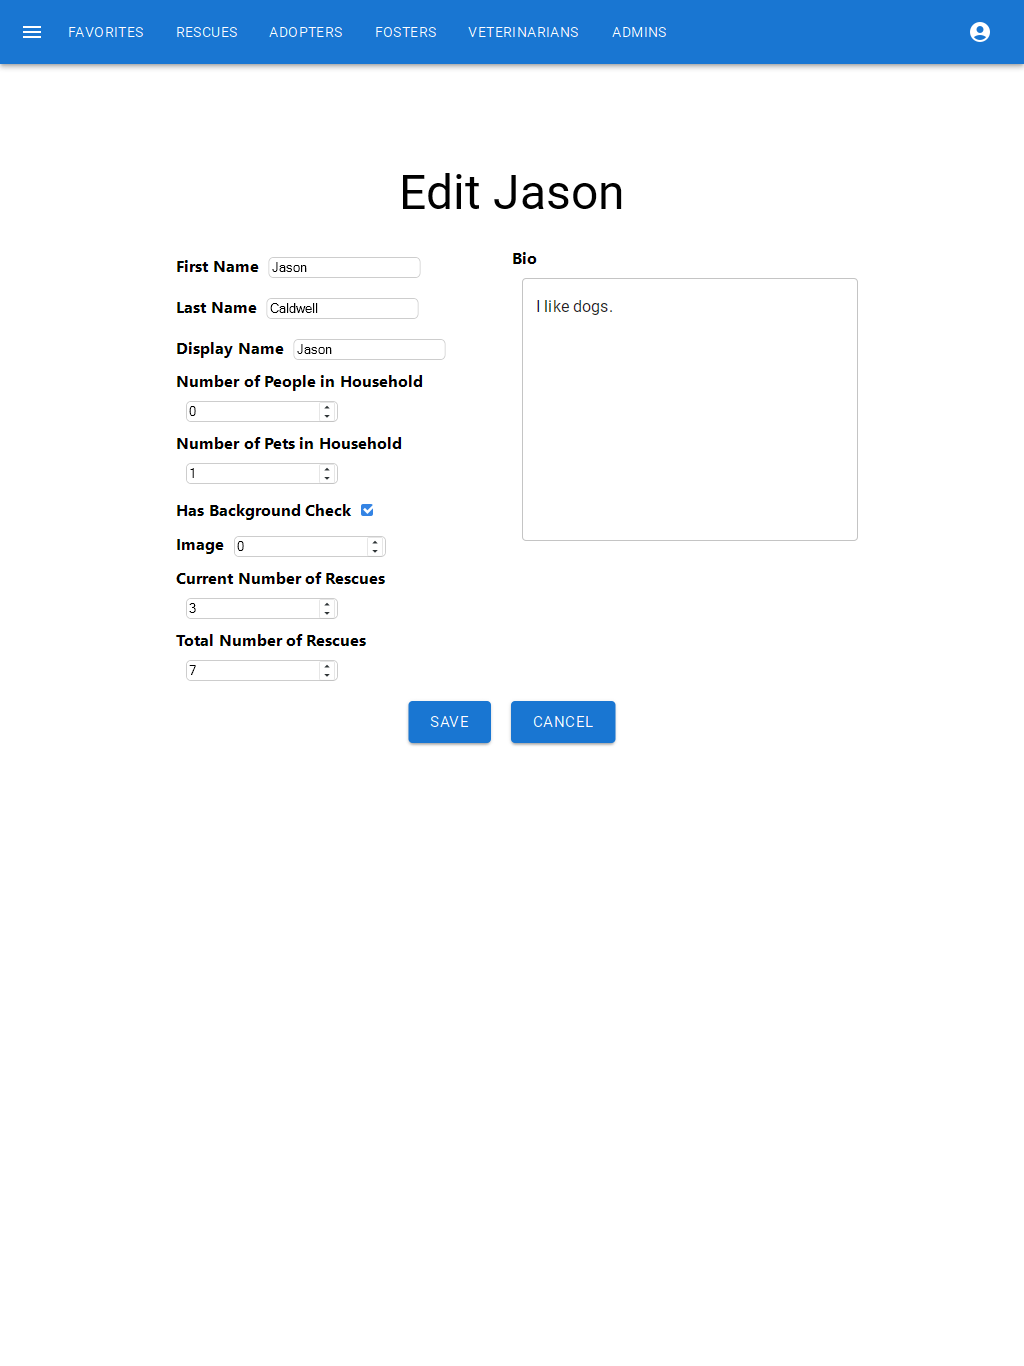 FAVORITES RESCUES ADOPTERS FOSTERS VETERINARIANS ADMINS
Edit Jason
First Name Jason
Last Name Caldwell
Display Name Jason
Number of People in Household
0
Number of Pets in Household
1
Has Background Check
Image 0
Current Number of Rescues
3
Total Number of Rescues
7
Bio
I like dogs.
SAVE CANCEL